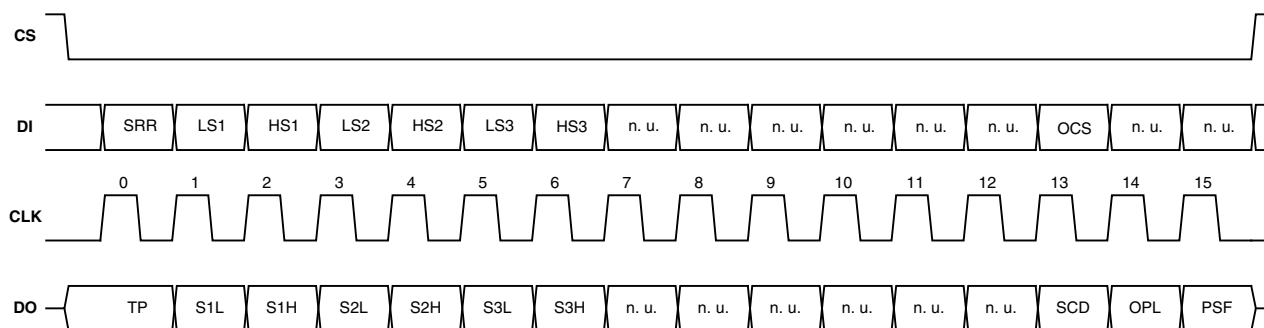 CS
DI SRR LS1 HS1 LS2 HS2 LS3 HS3 n. u. n. u. n. u. n. u. n. u. n. u. OCS n. u. n. u.
0 1 2 3 4 5 6 7 8 9 10 11 12 13 14 15
CLK
DO TP S1L S1H S2L S2H S3L S3H n. u. n. u. n. u. n. u. n. u. n. u. SCD OPL PSF